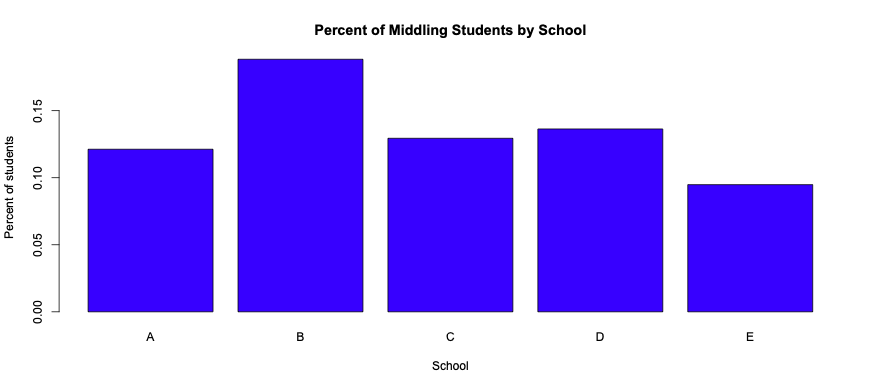 Percent of Middling Students by School
Percent of students
0.15
0.10
0.05
0.00
A B C D E
School